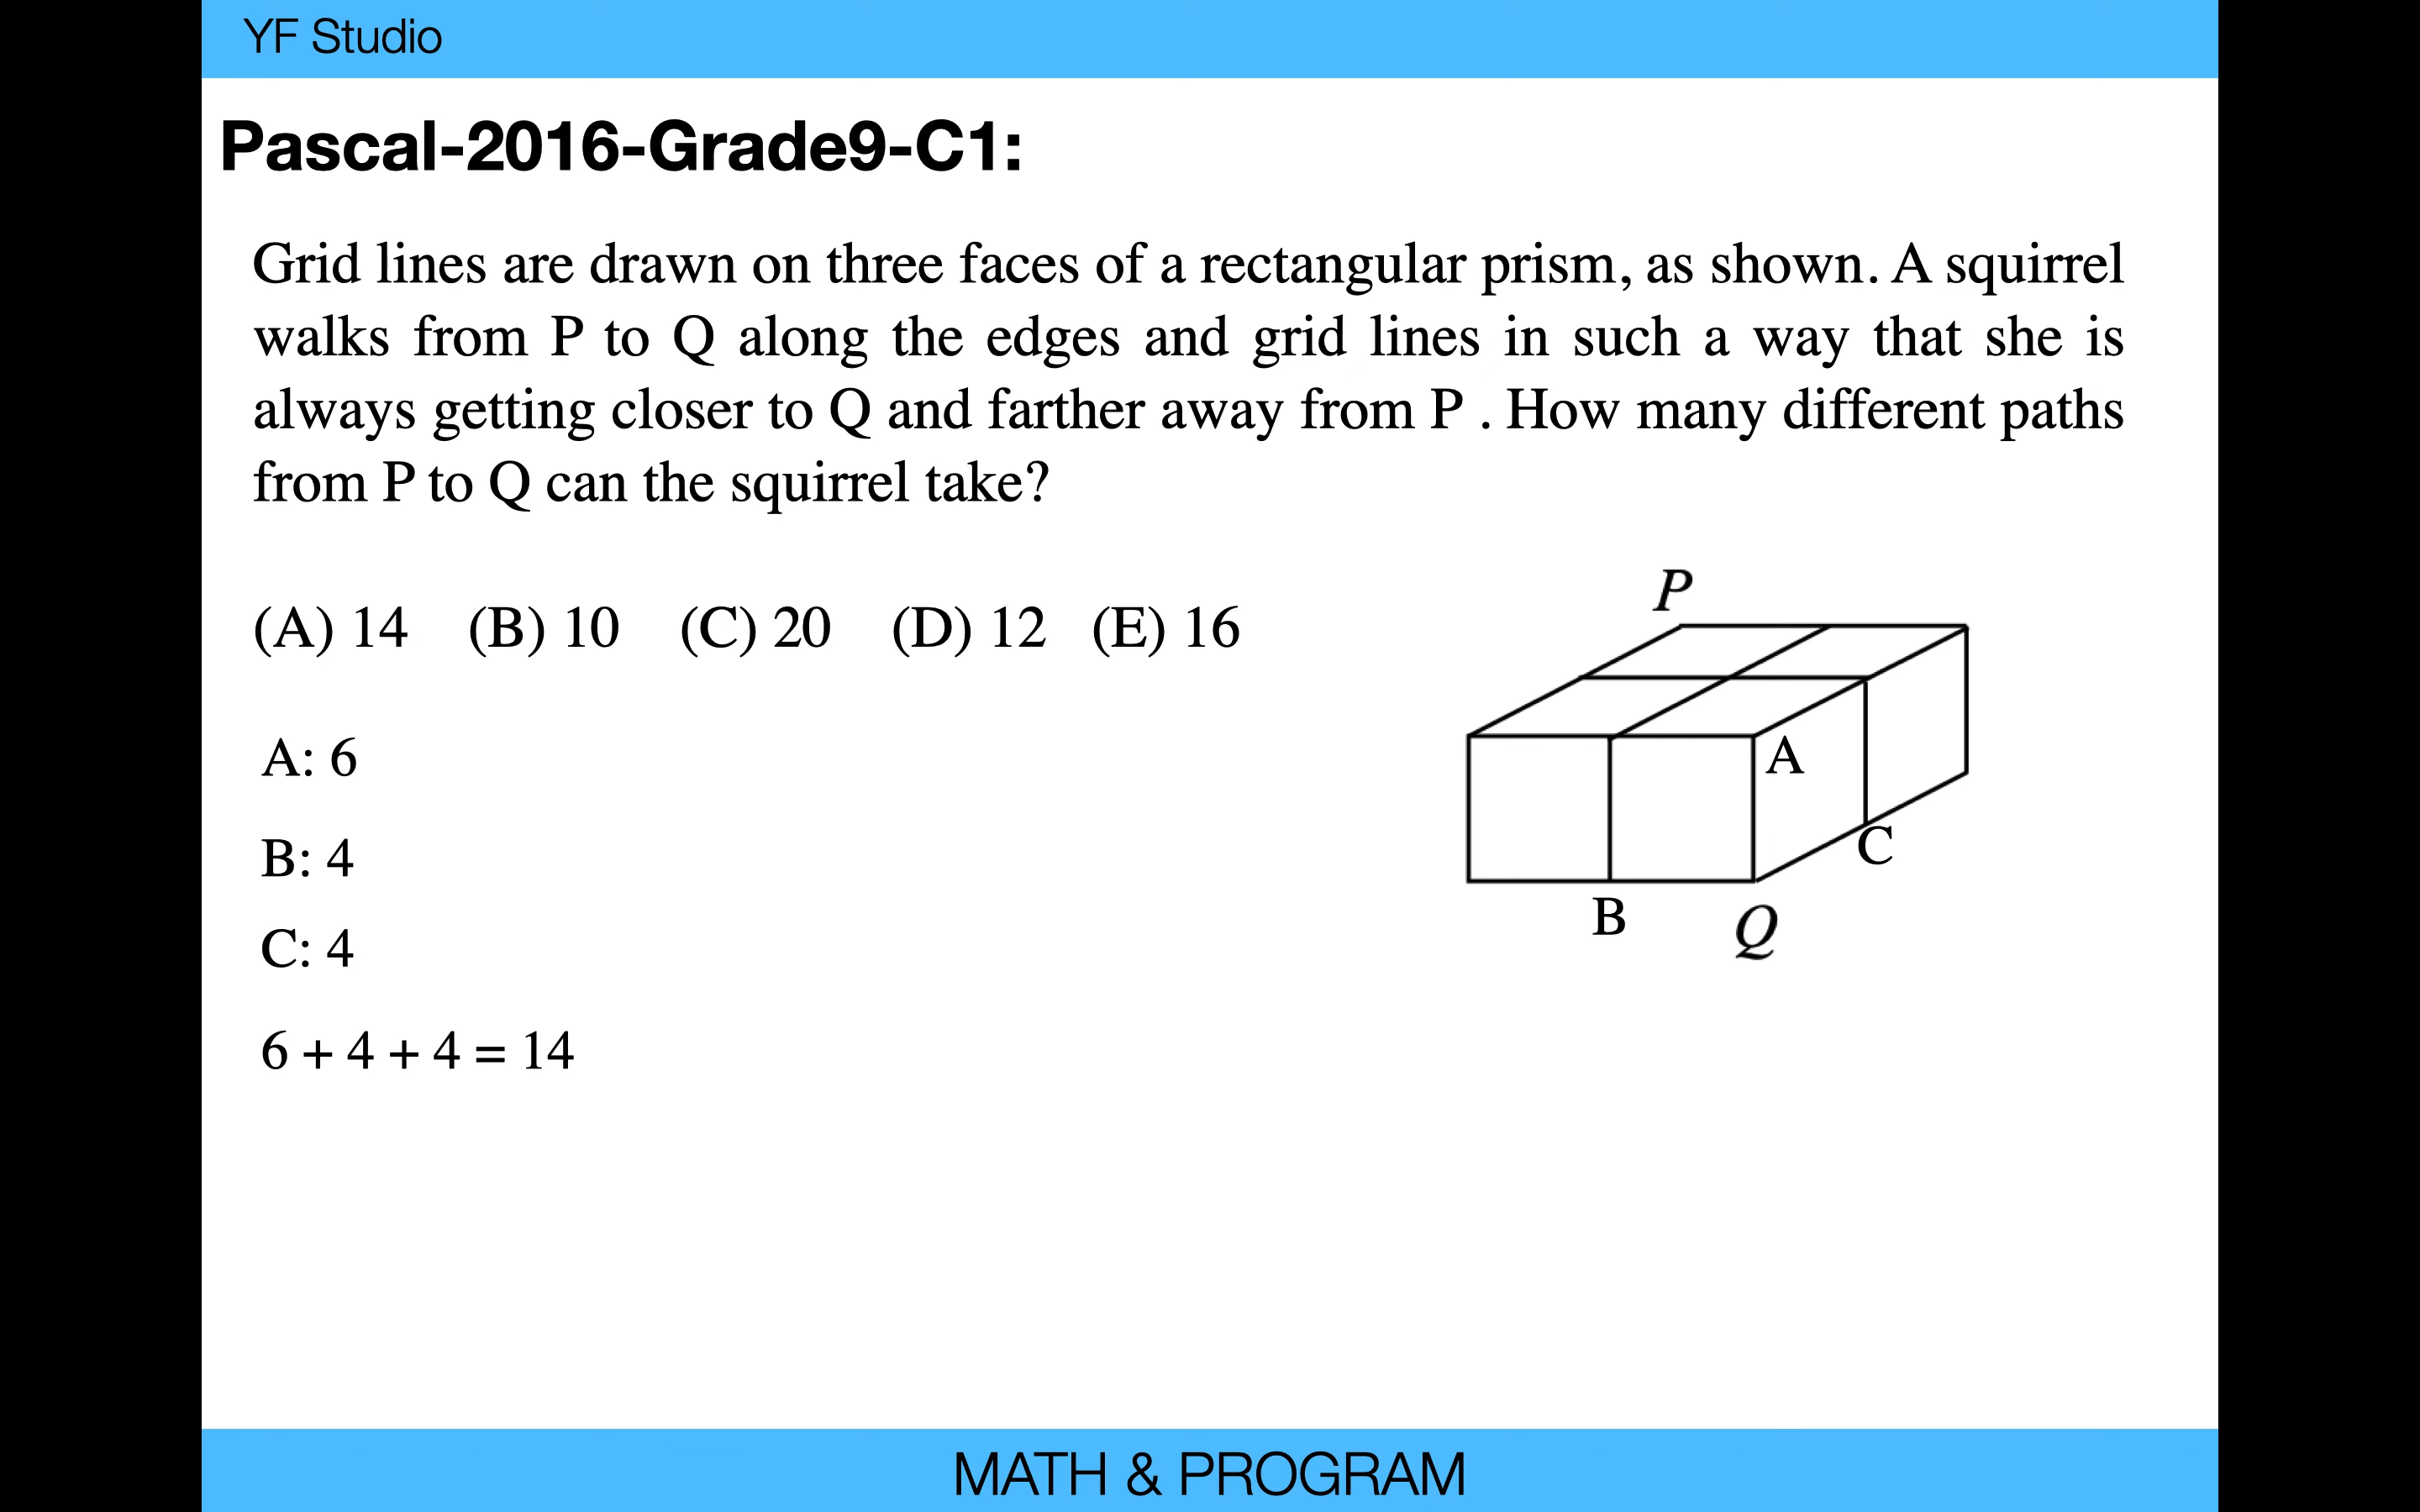 YF Studio
Pascal-2016-Grade9-C1:
Grid lines are drawn on three faces of a rectangular prism, as shown. A squirrel
walks from P to Q along the edges and grid lines in such a way that she is
always getting closer to Q and farther away from P . How many different paths
from P to Q can the squirrel take?
(A) 14 (B) 10 (C) 20 (D) 12 (E) 16
P
A: 6
A
B: 4
C
B
Q
C: 4
6 + 4 + 4 = 14
MATH & PROGRAM